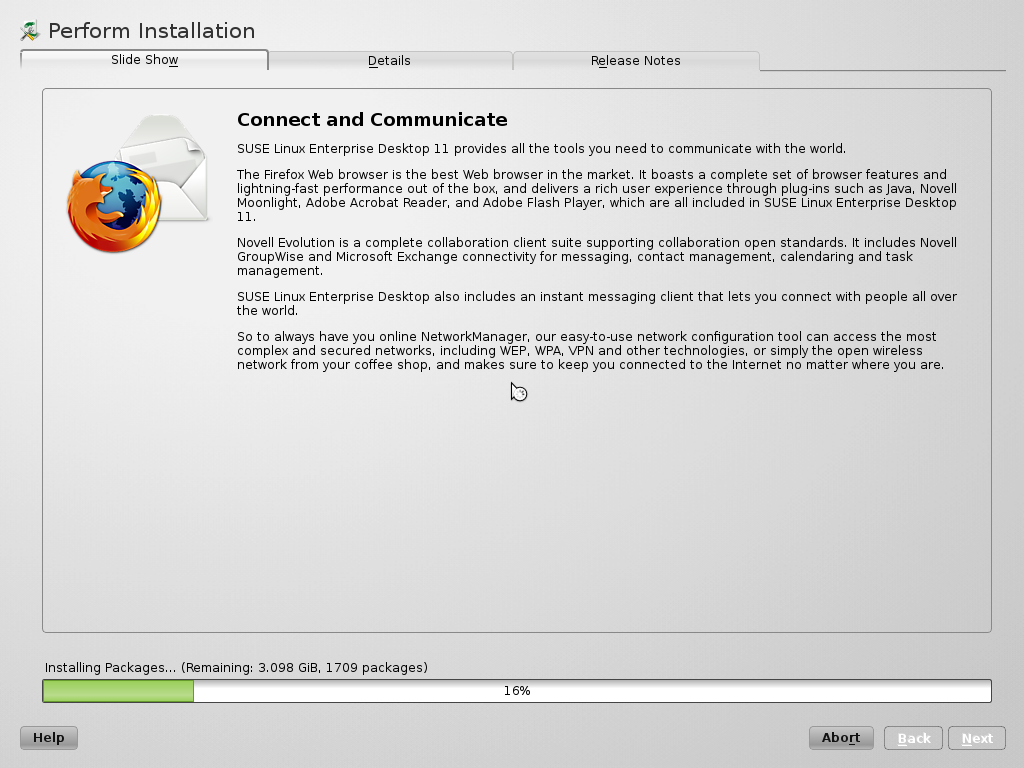 Perform Installation
Slide Show
Details
Release Notes
Connect and Communicate
SUSE Linux Enterprise Desktop 11 provides all the tools you need to communicate with the world.
The Firefox Web browser is the best Web browser in the market. It boasts a complete set of browser features and
lightning-fast performance out of the box, and delivers a rich user experience through plug-ins such as Java, Novell
Moonlight, Adobe Acrobat Reader, and Adobe Flash Player, which are all included in SUSE Linux Enterprise Desktop
11.
Novell Evolution is a complete collaboration client suite supporting collaboration open standards. It includes Novell
GroupWise and Microsoft Exchange connectivity for messaging, contact management, calendaring and task
management.
SUSE Linux Enterprise Desktop also includes an instant messaging client that lets you connect with people all over
the world.
So to always have you online NetworkManager, our easy-to-use network configuration tool can access the most
complex and secured networks, including WEP, WPA, VPN and other technologies, or simply the open wireless
network from your coffee shop, and makes sure to keep you connected to the Internet no matter where you are.
Installing Packages... (Remaining: 3.098 GiB, 1709 packages)
16%
Help
Abort
Back
Next